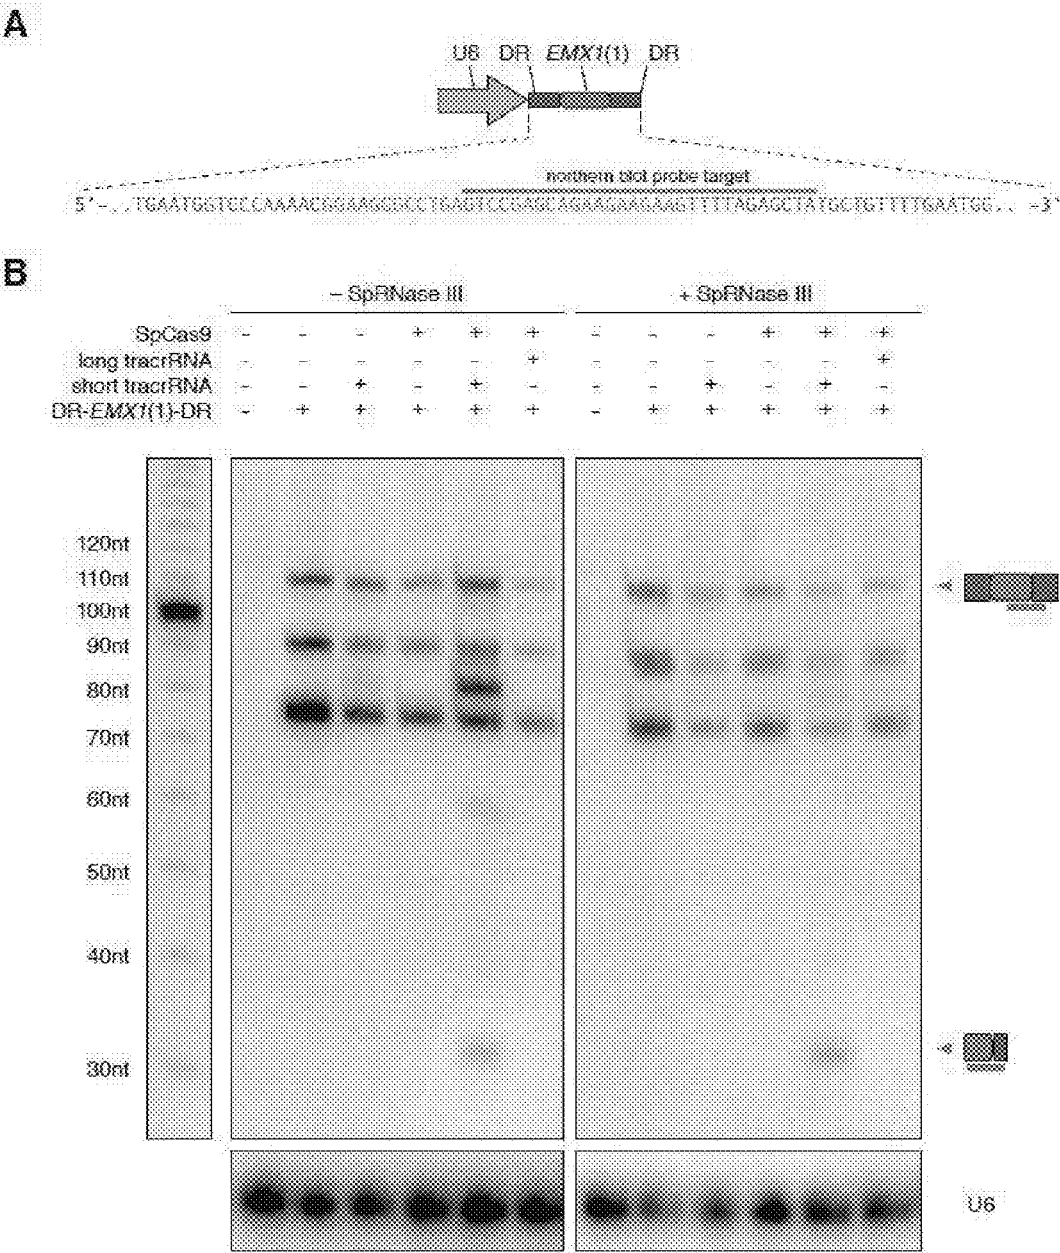 A
U6 DR EMX1(1) DR
northern blot probe target
5'-..TGAATGGTCCCAAAACGGAAGGGCCTGAGTCCGAGCAGAAGAAGAAGTTTTAGAGCTATGCTGTTTTGAATGG.. -3'
B
– SpRNase III + SpRNase III
SpCas9 - - - + + + - - - + + +
long tracrRNA - - - - - + - - - - - +
short tracrRNA - - + - + - - - + - + -
DR-EMX1(1)-DR - + + + + + - + + + + +
120nt
110nt
100nt
90nt
80nt
70nt
60nt
50nt
40nt
30nt
U6